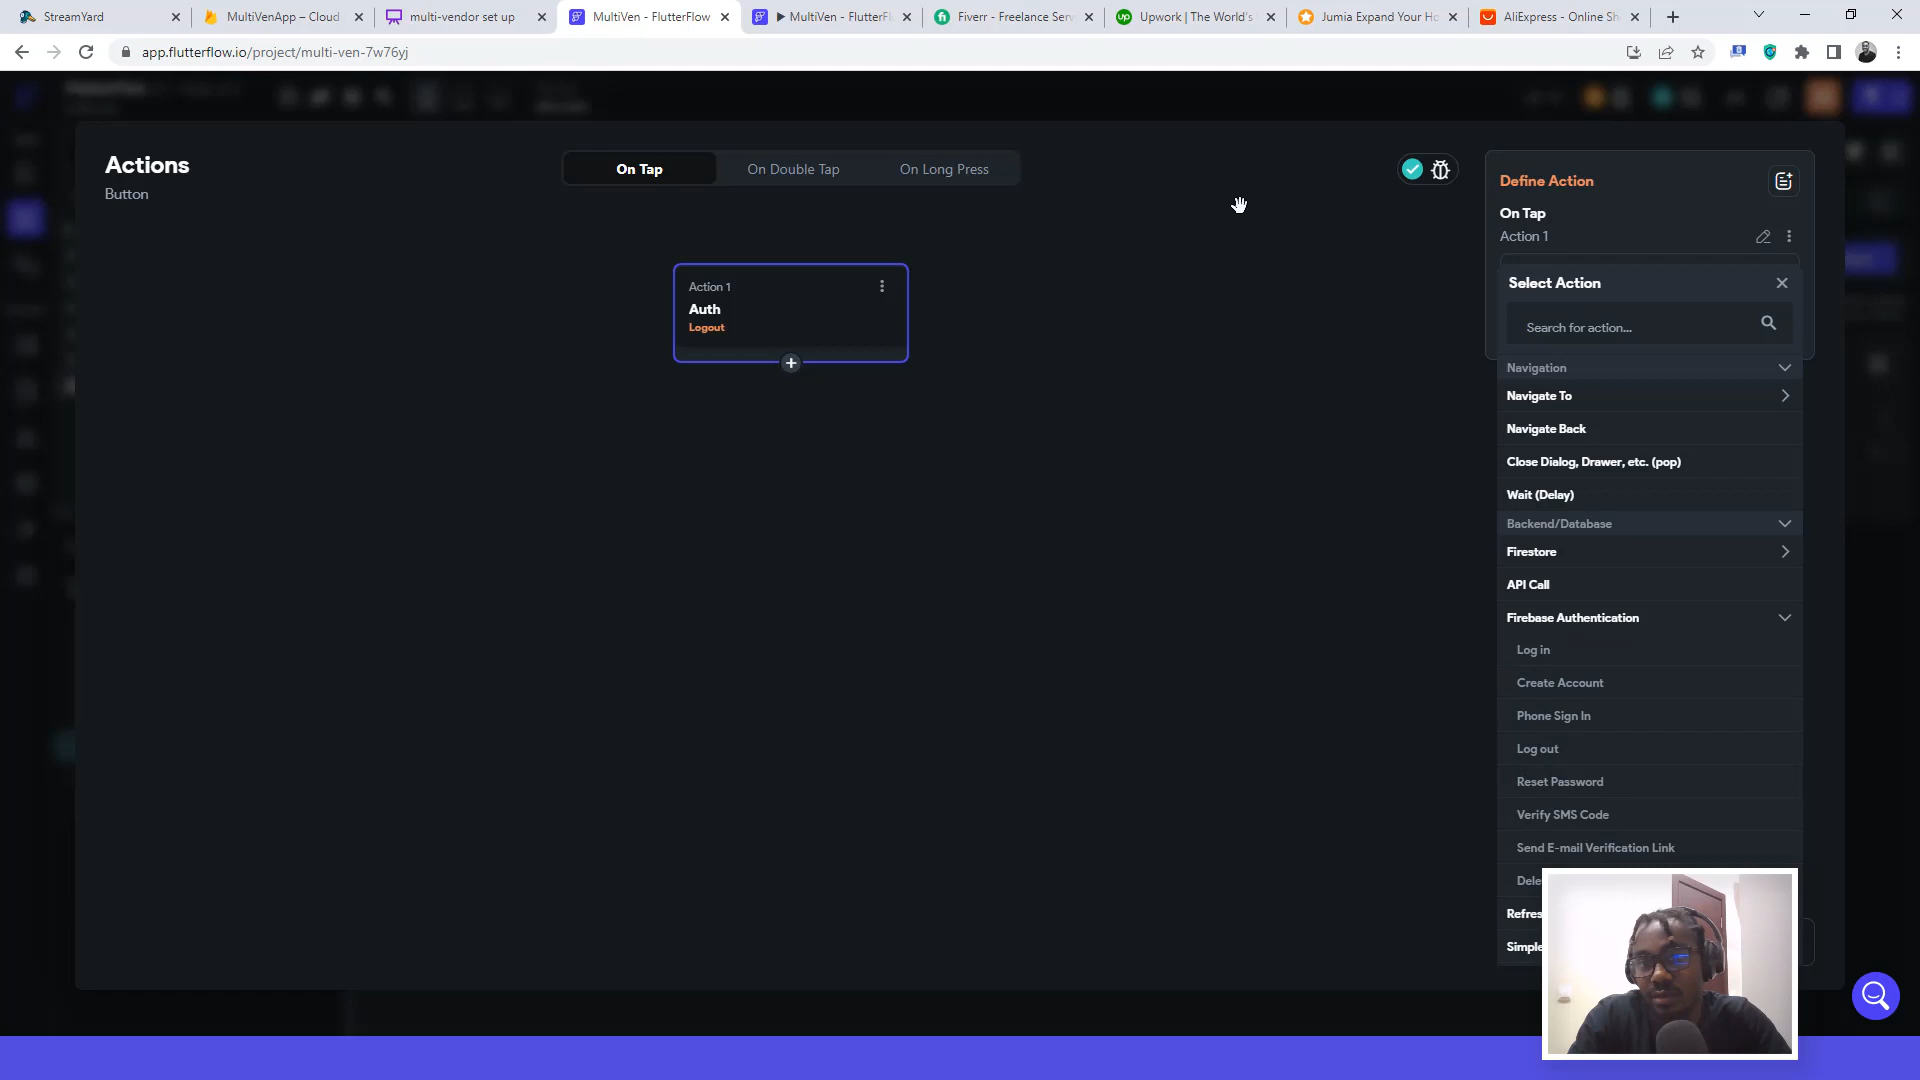 StreamYard
MultiVenApp – Cloud
multi-vendor set up
MultiVen - FlutterFlow
MultiVen - FlutterFl
Fiverr - Freelance Serv
Upwork | The World's
Jumia Expand Your Ho
AliExpress - Online Sh
app.flutterflow.io/project/multi-ven-7w76yj
Actions
Button
On Tap
On Double Tap
On Long Press
Define Action
On Tap
Action 1
Action 1
Auth
Logout
Select Action
Search for action...
Navigation
Navigate To
Navigate Back
Close Dialog, Drawer, etc. (pop)
Wait (Delay)
Backend/Database
Firestore
API Call
Firebase Authentication
Log in
Create Account
Phone Sign In
Log out
Reset Password
Verify SMS Code
Send E-mail Verification Link
Dele
Refres
Simple